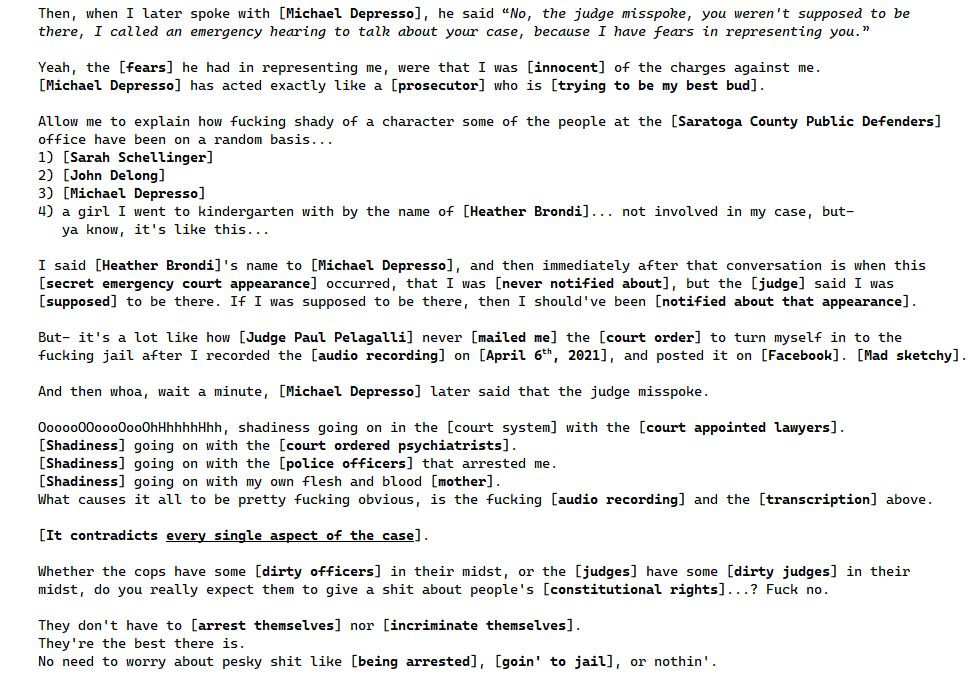 Then, when I later spoke with [Michael Depresso], he said “No, the judge misspoke, you weren't supposed to be
there, I called an emergency hearing to talk about your case, because I have fears in representing you.”
Yeah, the [fears] he had in representing me, were that I was [innocent] of the charges against me.
[Michael Depresso] has acted exactly like a [prosecutor] who is [trying to be my best bud].
Allow me to explain how fucking shady of a character some of the people at the [Saratoga County Public Defenders]
office have been on a random basis...
1) [Sarah Schellinger]
2) [John Delong]
3) [Michael Depresso]
4) a girl I went to kindergarten with by the name of [Heather Brondi]... not involved in my case, but–
ya know, it's like this...
I said [Heather Brondi]'s name to [Michael Depresso], and then immediately after that conversation is when this
[secret emergency court appearance] occurred, that I was [never notified about], but the [judge] said I was
[supposed] to be there. If I was supposed to be there, then I should've been [notified about that appearance].
But– it's a lot like how [Judge Paul Pelagalli] never [mailed me] the [court order] to turn myself in to the
fucking jail after I recorded the [audio recording] on [April 6th, 2021], and posted it on [Facebook]. [Mad sketchy].
And then whoa, wait a minute, [Michael Depresso] later said that the judge misspoke.
OooooOOoooOooOhHhhhhHhh, shadiness going on in the [court system] with the [court appointed lawyers].
[Shadiness] going on with the [court ordered psychiatrists].
[Shadiness] going on with the [police officers] that arrested me.
[Shadiness] going on with my own flesh and blood [mother].
What causes it all to be pretty fucking obvious, is the fucking [audio recording] and the [transcription] above.
[It contradicts every single aspect of the case].
Whether the cops have some [dirty officers] in their midst, or the [judges] have some [dirty judges] in their
midst, do you really expect them to give a shit about people's [constitutional rights]...? Fuck no.
They don't have to [arrest themselves] nor [incriminate themselves].
They're the best there is.
No need to worry about pesky shit like [being arrested], [goin' to jail], or nothin'.